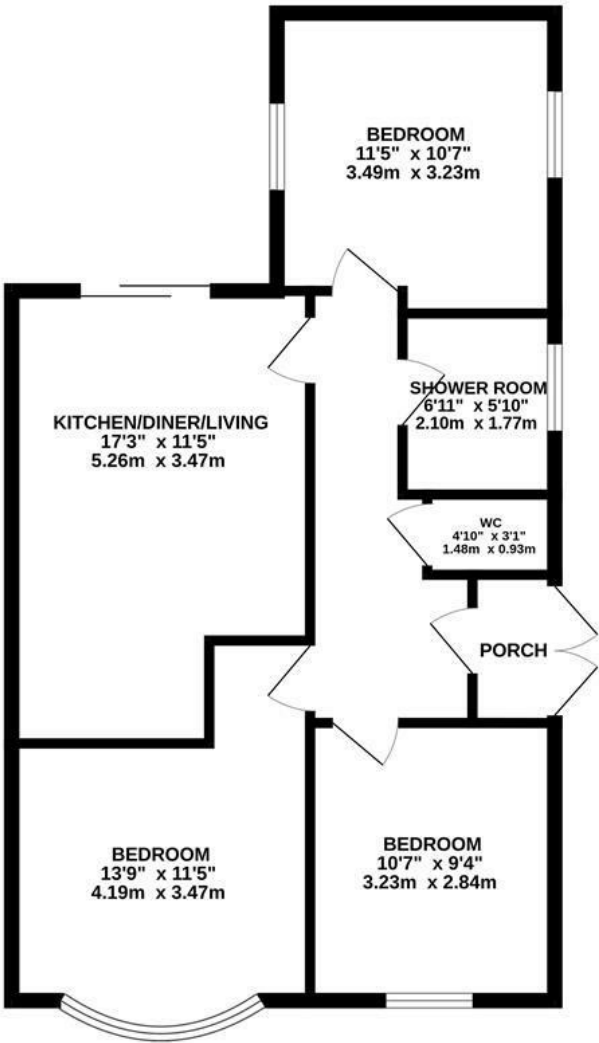 BEDROOM
11'5" x 10'7"
3.49m x 3.23m
KITCHEN/DINER/LIVING
17'3" x 11'5"
5.26m x 3.47m
SHOWER ROOM
6'11" x 5'10"
2.10m x 1.77m
WC
4'10" x 3'1"
1.48m x 0.93m
PORCH
BEDROOM
13'9" x 11'5"
4.19m x 3.47m
BEDROOM
10'7" x 9'4"
3.23m x 2.84m